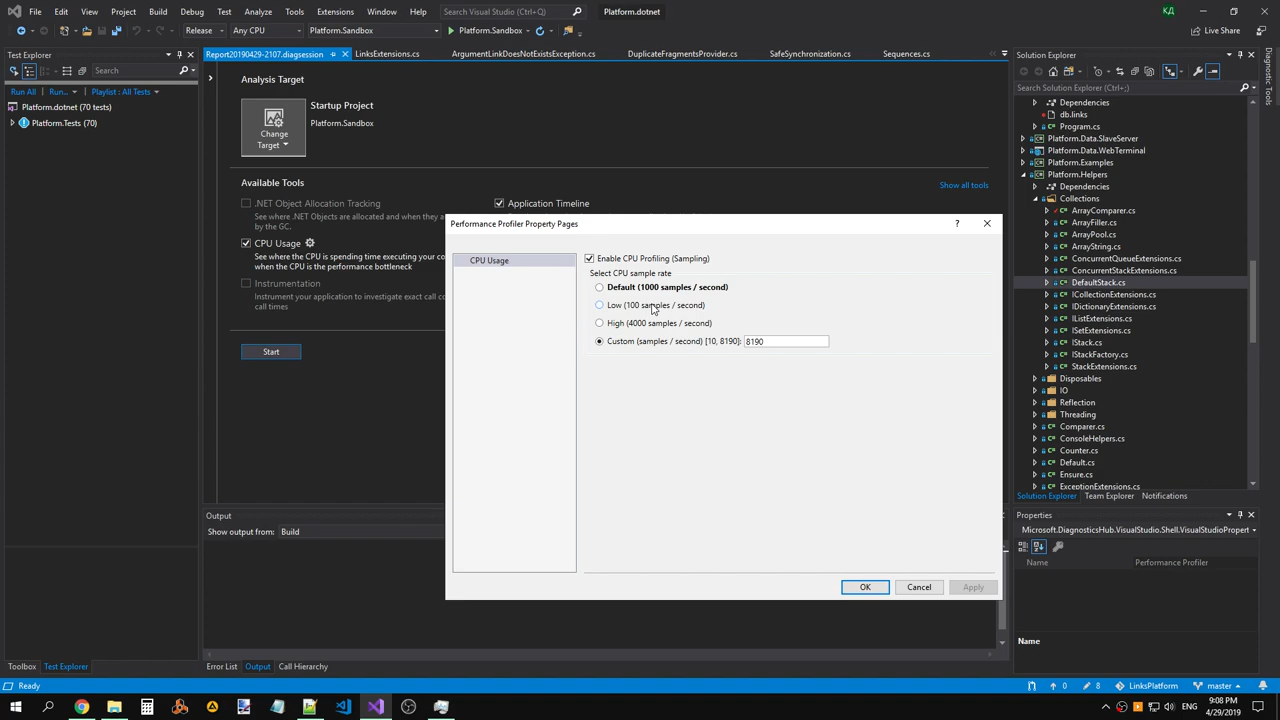 File Edit View Project Build Debug Test Analyze Tools Extensions Window Help Search Visual Studio (Ctrl+Q) Platform.dotnet КД
Release Any CPU Platform.Sandbox Platform.Sandbox Live Share
Test Explorer
Search
Run All Run... Playlist : All Tests
Platform.dotnet (70 tests)
Platform.Tests (70)
Report20190429-2107.diagsession LinksExtensions.cs ArgumentLinkDoesNotExistsException.cs DuplicateFragmentsProvider.cs SafeSynchronization.cs Sequences.cs
Analysis Target
Change
Target
Startup Project
Platform.Sandbox
Available Tools
Show all tools
.NET Object Allocation Tracking
See where .NET Objects are allocated and when they a
by the GC.
Application Timeline
CPU Usage
See where the CPU is spending time executing your co
when the CPU is the performance bottleneck
Instrumentation
Instrument your application to investigate exact call co
call times
Start
Performance Profiler Property Pages ?
CPU Usage
Enable CPU Profiling (Sampling)
Select CPU sample rate
Default (1000 samples / second)
Low (100 samples / second)
High (4000 samples / second)
Custom (samples / second) [10, 8190]: 8190
OK Cancel Apply
Output
Show output from: Build
Solution Explorer
Search Solution Explorer (Ctrl+;)
Dependencies
db.links
Program.cs
Platform.Data.SlaveServer
Platform.Data.WebTerminal
Platform.Examples
Platform.Helpers
Dependencies
Collections
ArrayComparer.cs
ArrayFiller.cs
ArrayPool.cs
ArrayString.cs
ConcurrentQueueExtensions.cs
ConcurrentStackExtensions.cs
DefaultStack.cs
ICollectionExtensions.cs
IDictionaryExtensions.cs
IListExtensions.cs
ISetExtensions.cs
IStack.cs
IStackFactory.cs
StackExtensions.cs
Disposables
IO
Reflection
Threading
Comparer.cs
ConsoleHelpers.cs
Counter.cs
Default.cs
Ensure.cs
ExceptionExtensions.cs
Solution Explorer Team Explorer Notifications
Properties
Microsoft.DiagnosticsHub.VisualStudio.Shell.VisualStudioPropert
Name Performance Profiler
Name
Diagnostic Tools
Toolbox Test Explorer Error List Output Call Hierarchy
Ready 0 8 LinksPlatform master
9:08 PM
4/29/2019